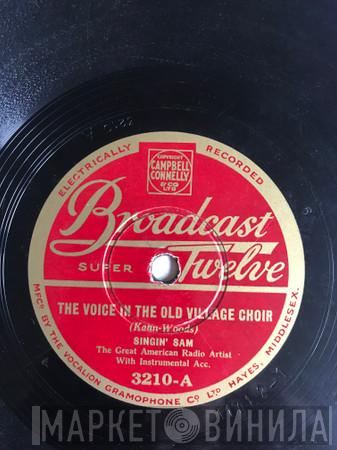 ELECTRICALLY RECORDED
COPYRIGHT
CAMPBELL
CONNELLY
& CO
LTD
Broadcast
SUPER Twelve
THE VOICE IN THE OLD VILLAGE CHOIR
(Kahn-Woods)
SINGIN' SAM
The Great American Radio Artist
With Instrumental Acc.
3210-A
MFGD BY THE VOCALION GRAMOPHONE CO LTD HAYES, MIDDLESEX.
МАРКЕТ ВИНИЛА